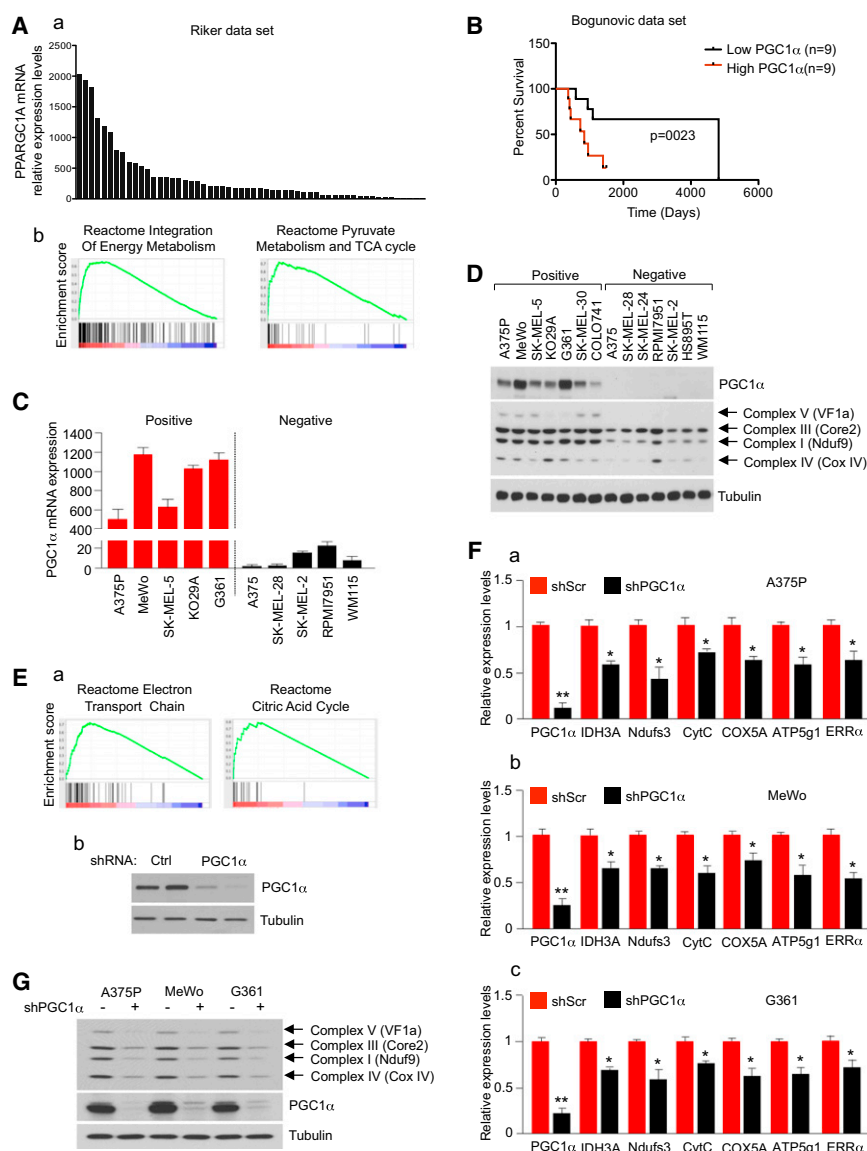 A
a
Riker data set
PPARGC1A mRNA
relative expression levels
2500
2000
1500
1000
500
0
b
Reactome Integration
Of Energy Metabolism
Reactome Pyruvate
Metabolism and TCA cycle
Enrichment score
B
Bogunovic data set
Low PGC1α (n=9)
High PGC1α(n=9)
Percent Survival
150
100
50
0
p=0023
0 2000 4000 6000
Time (Days)
C
Positive Negative
PGC1α mRNA expression
1400
1200
1000
800
600
400
20
0
A375P
MeWo
SK-MEL-5
KO29A
G361
A375
SK-MEL-28
SK-MEL-2
RPMI7951
WM115
D
Positive Negative
A375P
MeWo
SK-MEL-5
KO29A
G361
SK-MEL-30
COLO741
A375
SK-MEL-28
SK-MEL-24
RPMI7951
SK-MEL-2
HS895T
WM115
PGC1α
Complex V (VF1a)
Complex III (Core2)
Complex I (Nduf9)
Complex IV (Cox IV)
Tubulin
E
a
Reactome Electron
Transport Chain
Reactome
Citric Acid Cycle
Enrichment score
b
shRNA: Ctrl PGC1α
PGC1α
Tubulin
F
a
shScr shPGC1α A375P
Relative expression levels
1.5
1
0.5
0
** * * * * * *
PGC1α IDH3A Ndufs3 CytC COX5A ATP5g1 ERRα
b
shScr shPGC1α MeWo
Relative expression levels
1.5
1
0.5
0
** * * * * * *
PGC1α IDH3A Ndufs3 CytC COX5A ATP5g1 ERRα
c
shScr shPGC1α G361
Relative expression levels
1.5
1
0.5
0
** * * * * * *
PGC1α IDH3A Ndufs3 CytC COX5A ATP5g1 ERRα
G
A375P MeWo G361
shPGC1α - + - + - +
Complex V (VF1a)
Complex III (Core2)
Complex I (Nduf9)
Complex IV (Cox IV)
PGC1α
Tubulin